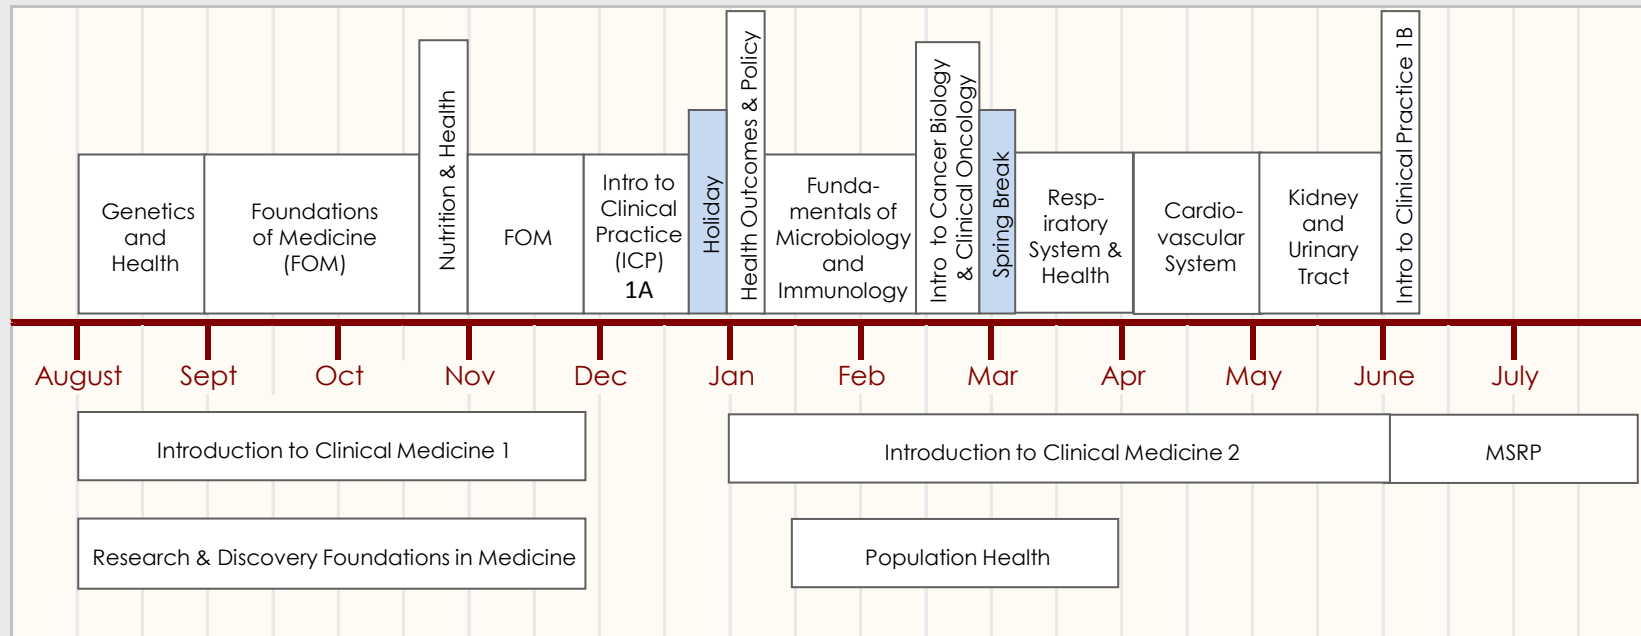 Genetics
and
Health
Foundations
of Medicine
(FOM)
Nutrition & Health
FOM
Intro to
Clinical
Practice
(ICP)
1A
Holiday
Health Outcomes & Policy
Funda-
mentals of
Microbiology
and
Immunology
Intro to Cancer Biology
& Clinical Oncology
Spring Break
Resp-
iratory
System &
Health
Cardio-
vascular
System
Kidney
and
Urinary
Tract
Intro to Clinical Practice 1B
August Sept Oct Nov Dec Jan Feb Mar Apr May June July
Introduction to Clinical Medicine 1
Introduction to Clinical Medicine 2
MSRP
Research & Discovery Foundations in Medicine
Population Health